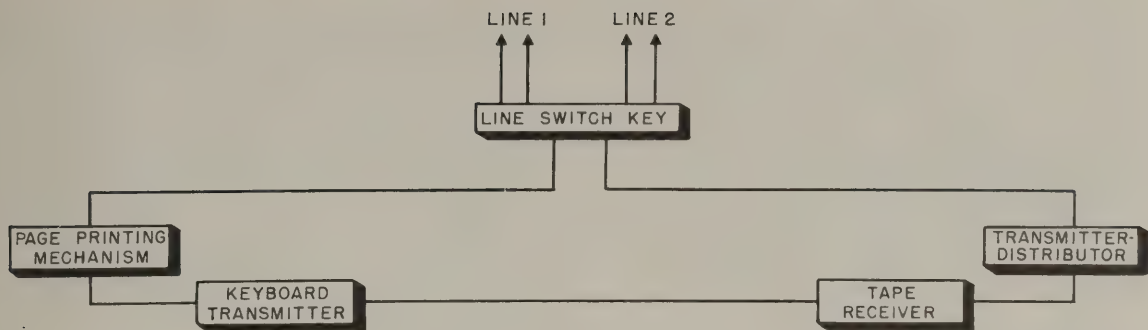 LINE 1 LINE 2
LINE SWITCH KEY
PAGE PRINTING
MECHANISM
TRANSMITTER-
DISTRIBUTOR
KEYBOARD
TRANSMITTER
TAPE
RECEIVER